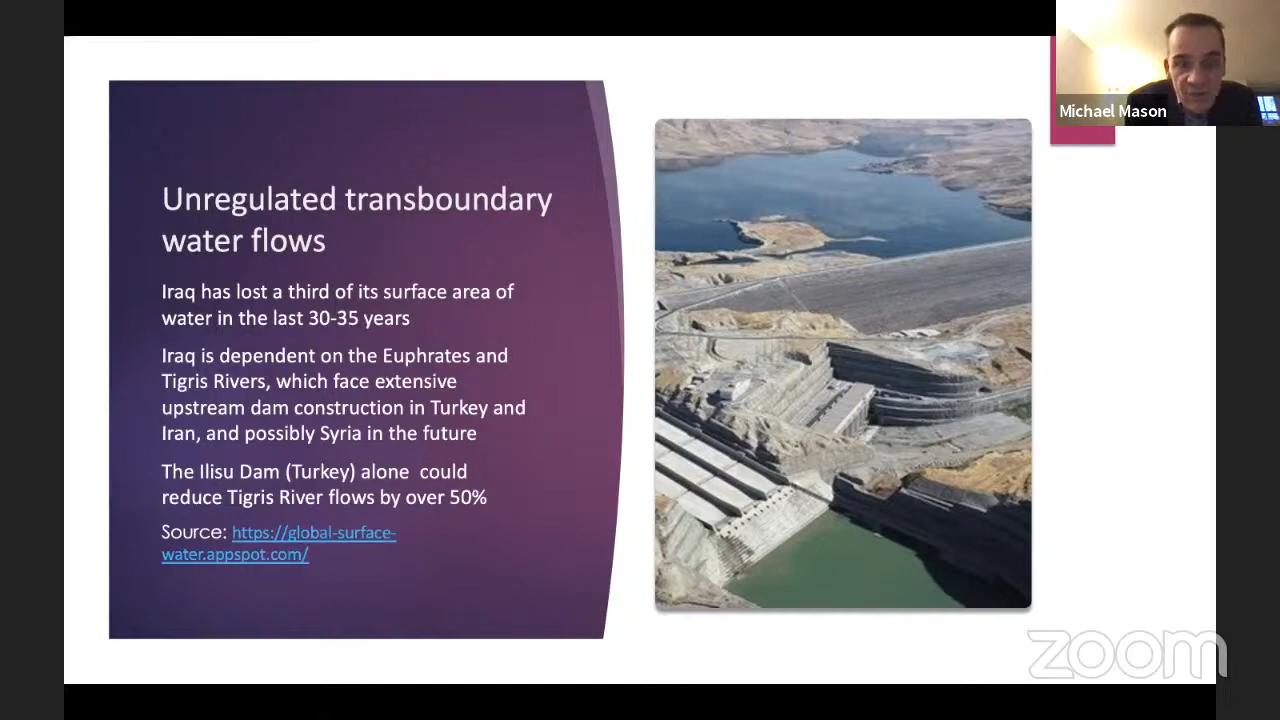 Michael Mason
Unregulated transboundary
water flows
Iraq has lost a third of its surface area of
water in the last 30-35 years
Iraq is dependent on the Euphrates and
Tigris Rivers, which face extensive
upstream dam construction in Turkey and
Iran, and possibly Syria in the future
The Ilisu Dam (Turkey) alone  could
reduce Tigris River flows by over 50%
Source: https://global-surface-
water.appspot.com/
zoom